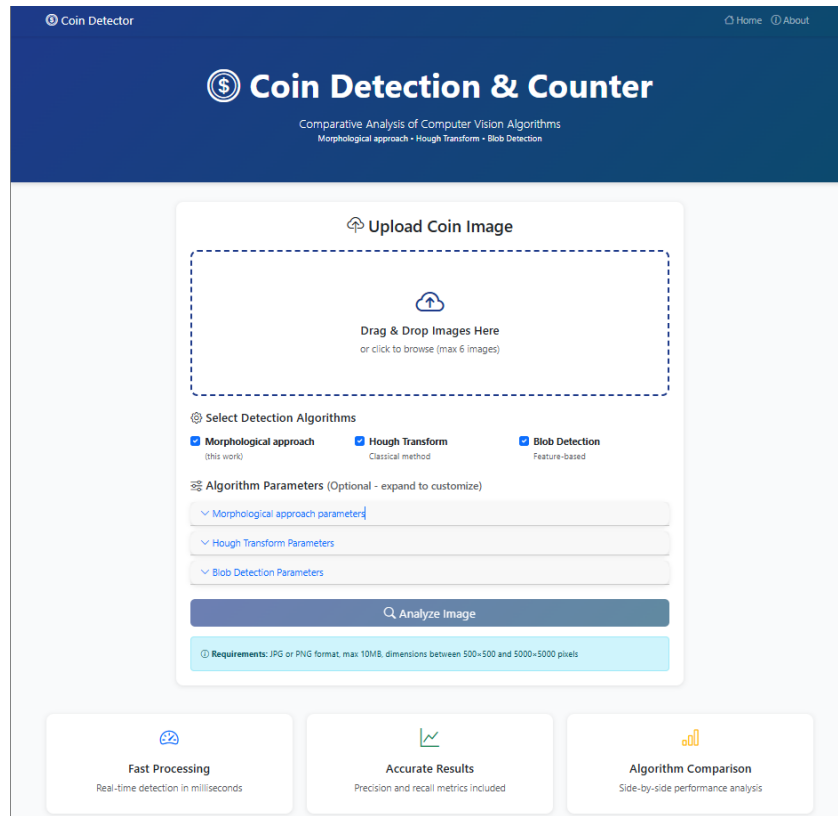 Coin Detector
Home About
Coin Detection & Counter
Comparative Analysis of Computer Vision Algorithms
Morphological approach • Hough Transform • Blob Detection
Upload Coin Image
Drag & Drop Images Here
or click to browse (max 6 images)
Select Detection Algorithms
Morphological approach Hough Transform Blob Detection
(this work) Classical method Feature-based
Algorithm Parameters (Optional - expand to customize)
Morphological approach parameters
Hough Transform Parameters
Blob Detection Parameters
Analyze Image
Requirements: JPG or PNG format, max 10MB, dimensions between 500×500 and 5000×5000 pixels
Fast Processing Accurate Results Algorithm Comparison
Real-time detection in milliseconds Precision and recall metrics included Side-by-side performance analysis